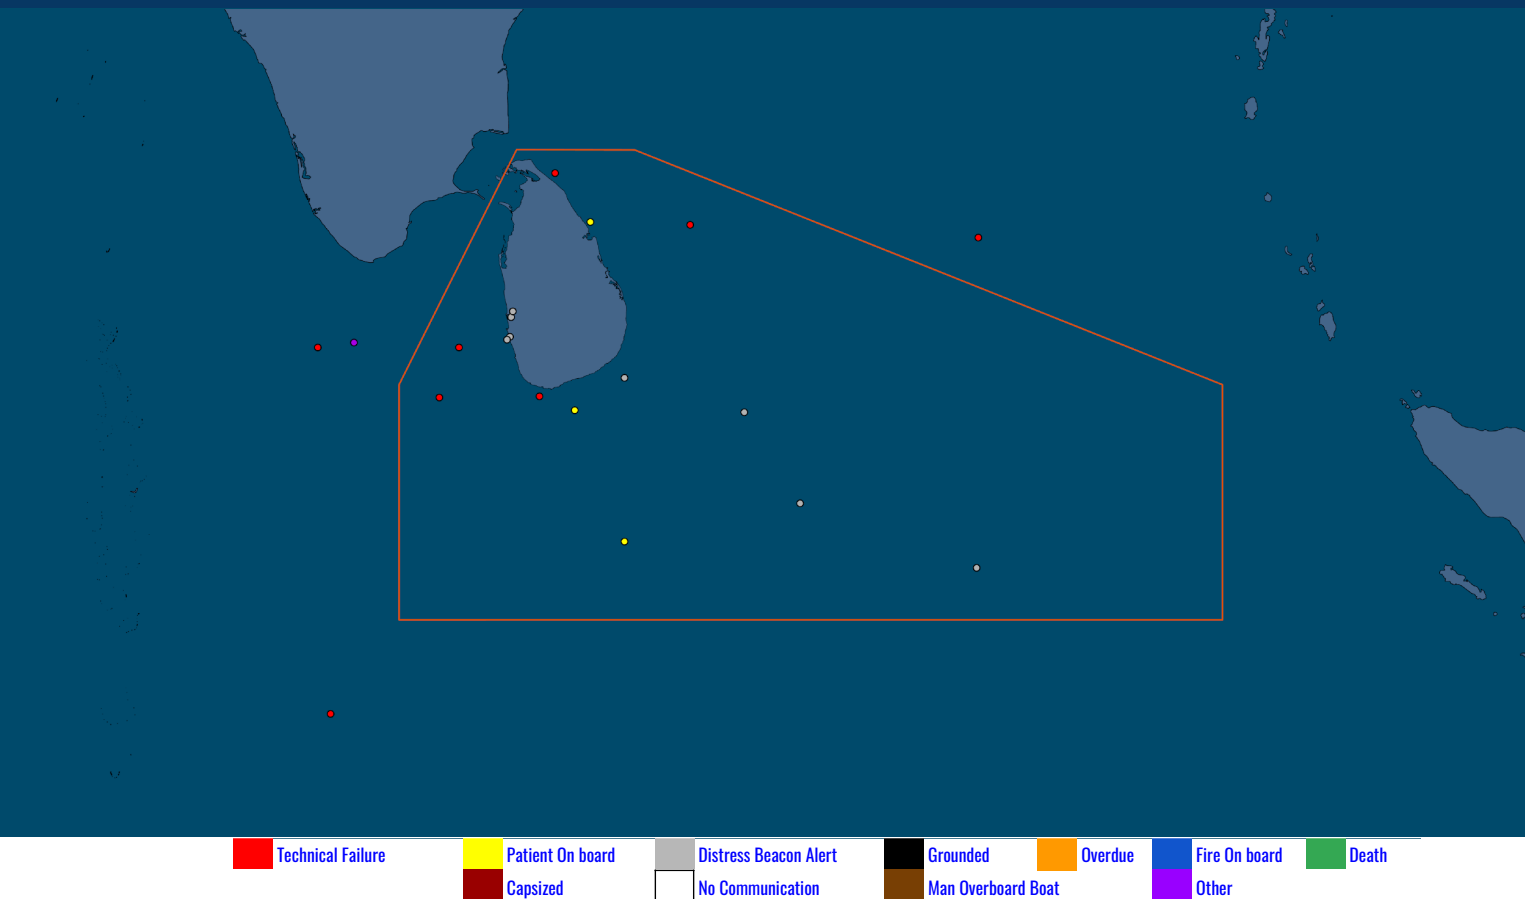 Technical Failure Patient On board Distress Beacon Alert Grounded Overdue Fire On board Death
Capsized No Communication Man Overboard Boat Other